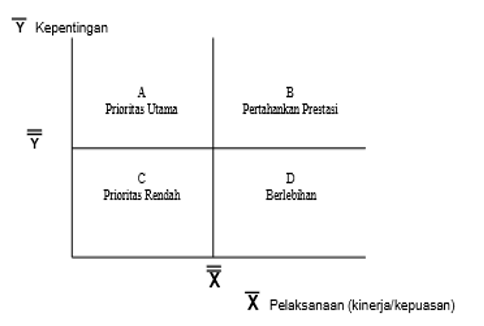 Y̅ Kepentingan
A
Prioritas Utama
B
Pertahankan Prestasi
Y̿
C
Prioritas Rendah
D
Berlebihan
X̿
X̅ Pelaksanaan (kinerja/kepuasan)